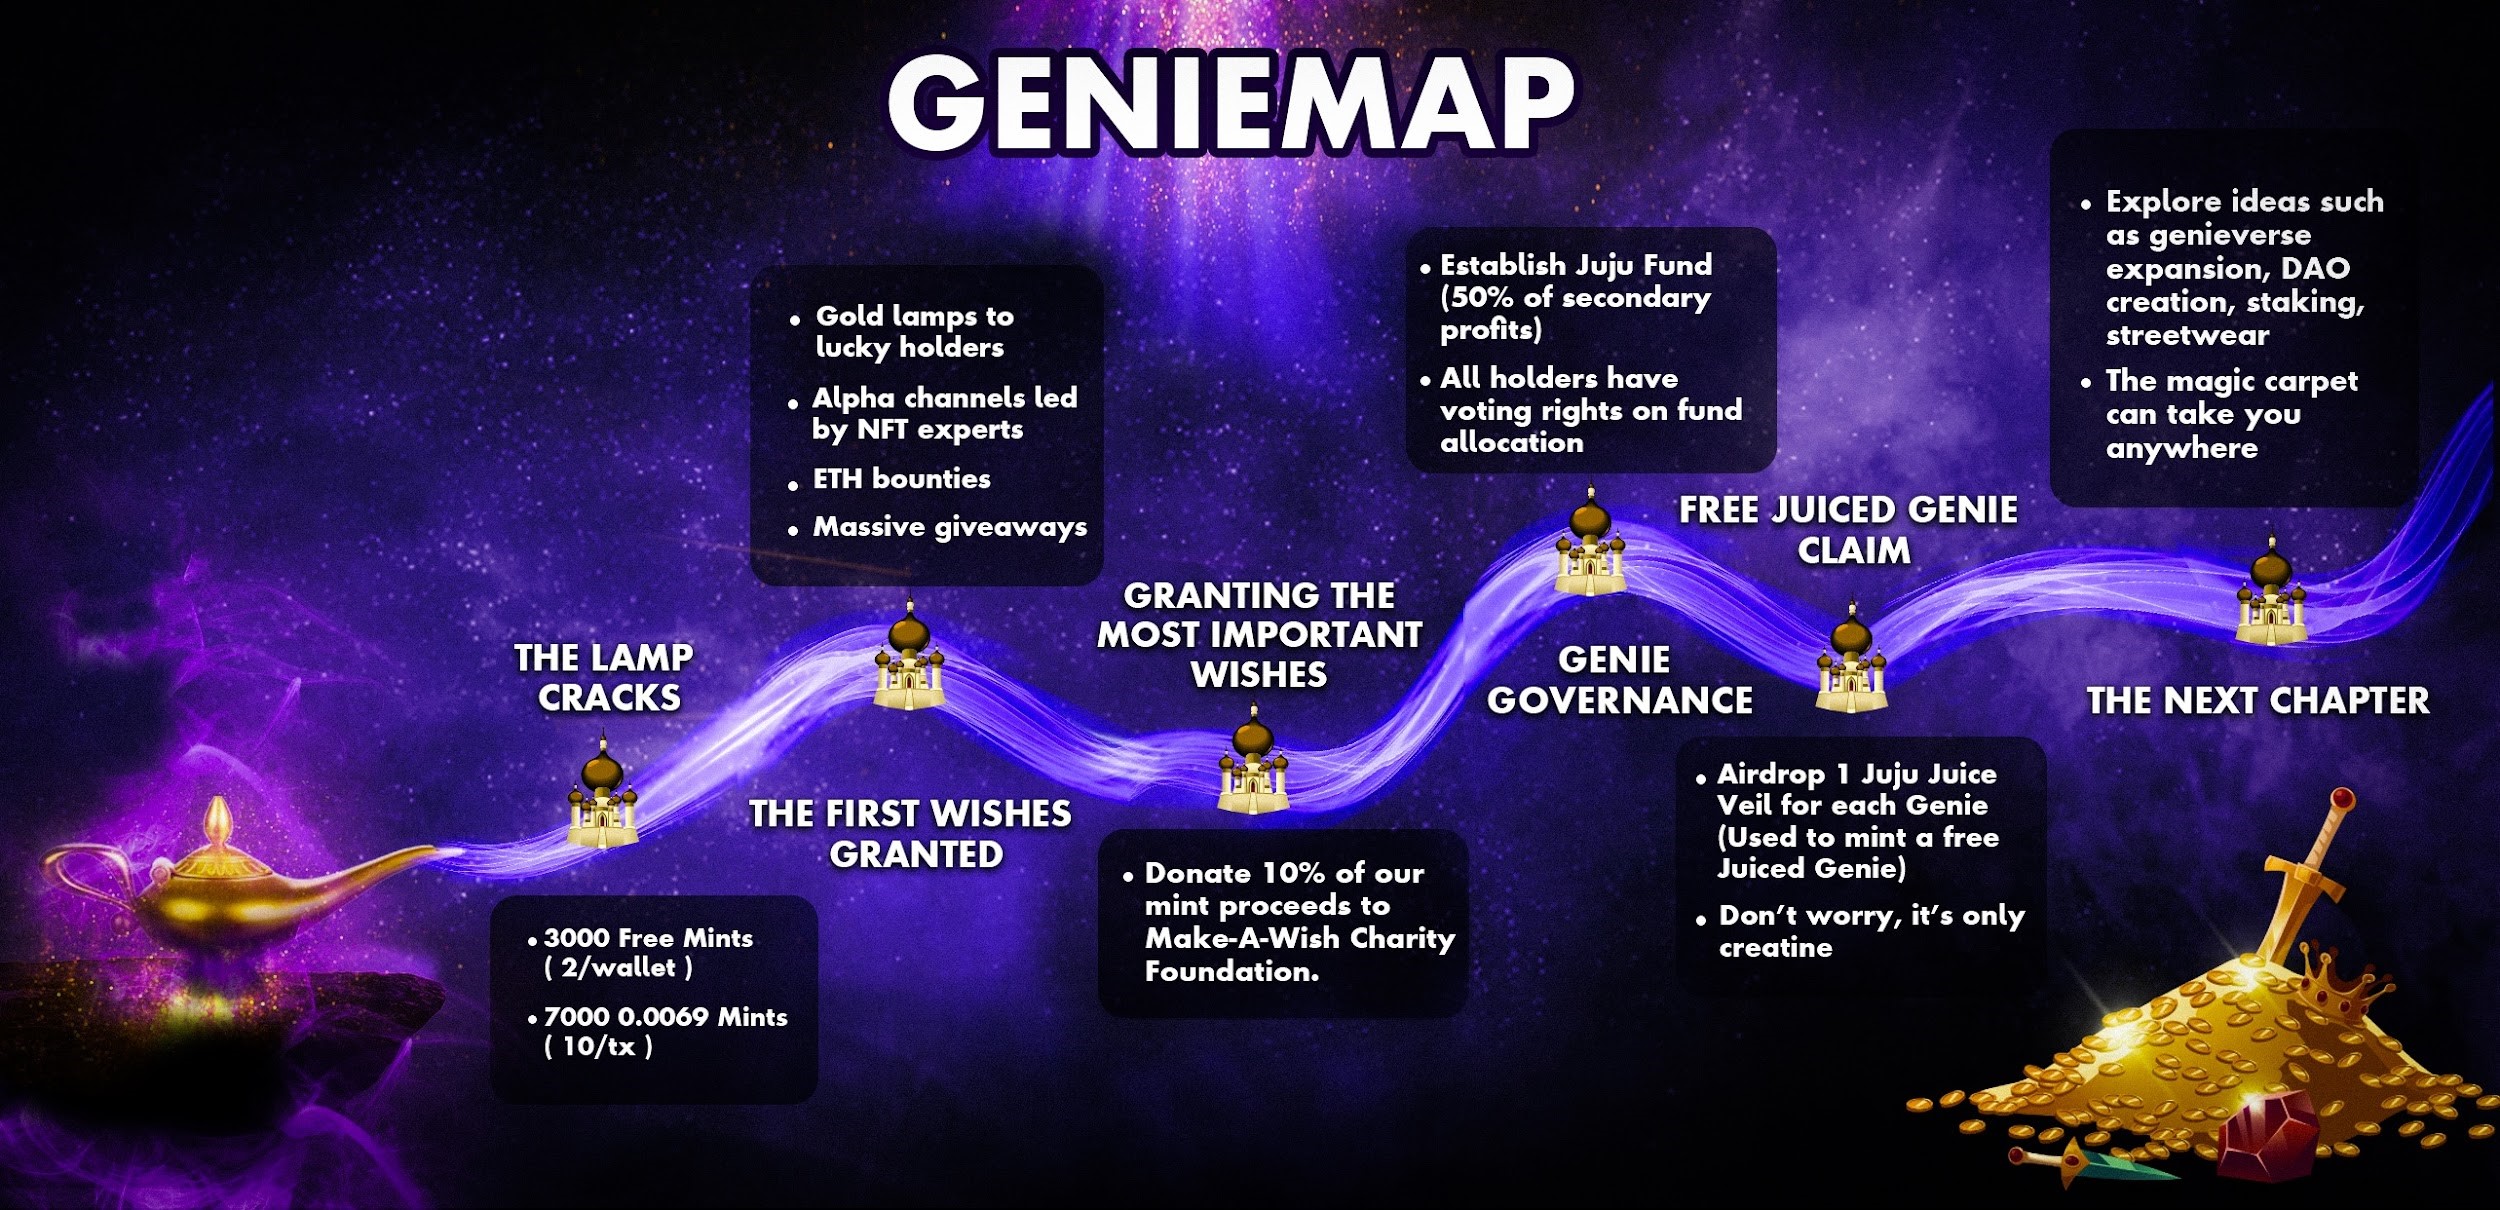 GENIEMAP
THE LAMP
CRACKS
• 3000 Free Mints
( 2/wallet )
• 7000 0.0069 Mints
( 10/tx )
• Gold lamps to
lucky holders
• Alpha channels led
by NFT experts
• ETH bounties
• Massive giveaways
THE FIRST WISHES
GRANTED
GRANTING THE
MOST IMPORTANT
WISHES
• Donate 10% of our
mint proceeds to
Make-A-Wish Charity
Foundation.
• Establish Juju Fund
(50% of secondary
profits)
• All holders have
voting rights on fund
allocation
GENIE
GOVERNANCE
FREE JUICED GENIE
CLAIM
• Airdrop 1 Juju Juice
Veil for each Genie
(Used to mint a free
Juiced Genie)
• Don't worry, it's only
creatine
• Explore ideas such
as genieverse
expansion, DAO
creation, staking,
streetwear
• The magic carpet
can take you
anywhere
THE NEXT CHAPTER